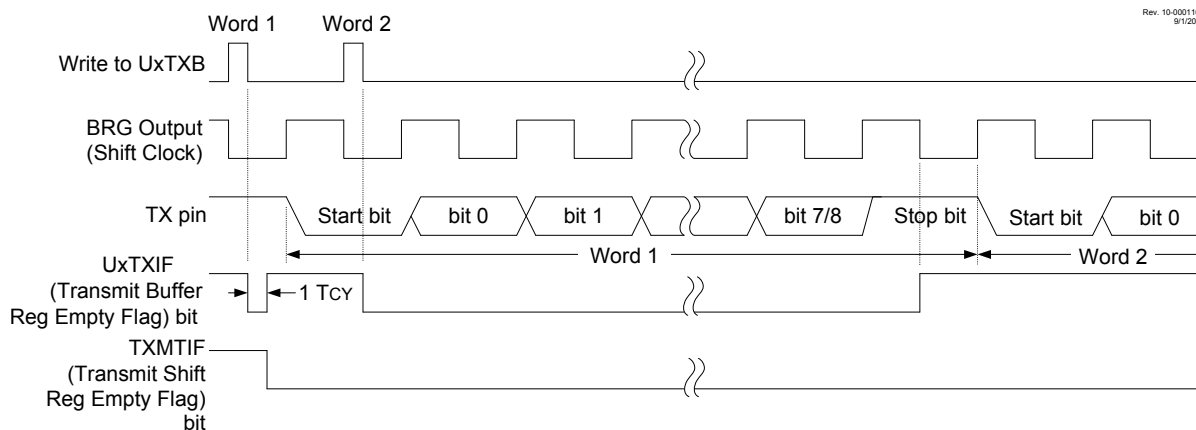 Rev. 10-00011
9/1/20
Word 1 Word 2
Write to UxTXB
BRG Output
(Shift Clock)
TX pin
Start bit bit 0 bit 1 bit 7/8 Stop bit Start bit bit 0
Word 1 Word 2
UxTXIF
(Transmit Buffer
Reg Empty Flag) bit
1 TCY
TXMTIF
(Transmit Shift
Reg Empty Flag)
bit